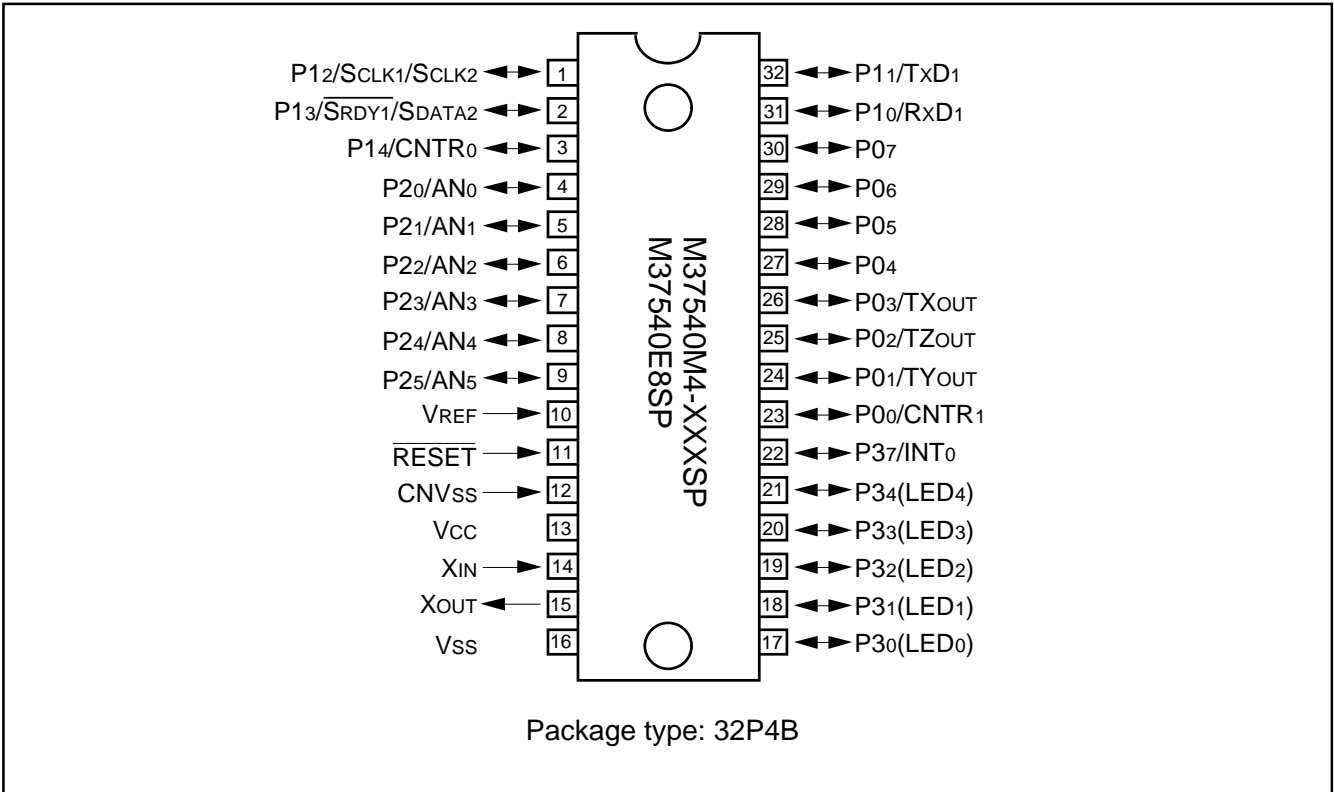 P12/SCLK1/SCLK2 1 32 P11/TXD1
P13/SRDY1/SDATA2 2 31 P10/RXD1
P14/CNTR0 3 30 P07
P20/AN0 4 29 P06
P21/AN1 5 28 P05
P22/AN2 6 27 P04
P23/AN3 7 26 P03/TXOUT
P24/AN4 8 25 P02/TZOUT
P25/AN5 9 24 P01/TYOUT
VREF 10 23 P00/CNTR1
RESET 11 22 P37/INT0
CNVSS 12 21 P34(LED4)
VCC 13 20 P33(LED3)
XIN 14 19 P32(LED2)
XOUT 15 18 P31(LED1)
VSS 16 17 P30(LED0)
M37540M4-XXXSP
M37540E8SP
Package type: 32P4B